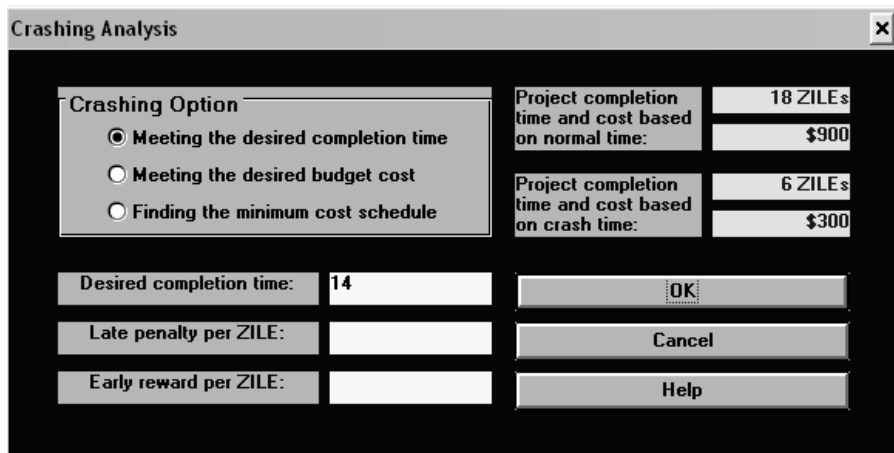 Crashing Analysis
Crashing Option
Meeting the desired completion time
Meeting the desired budget cost
Finding the minimum cost schedule
Project completion
time and cost based
on normal time:
18 ZILEs
$900
Project completion
time and cost based
on crash time:
6 ZILEs
$300
Desired completion time:
14
Late penalty per ZILE:
Early reward per ZILE:
OK
Cancel
Help